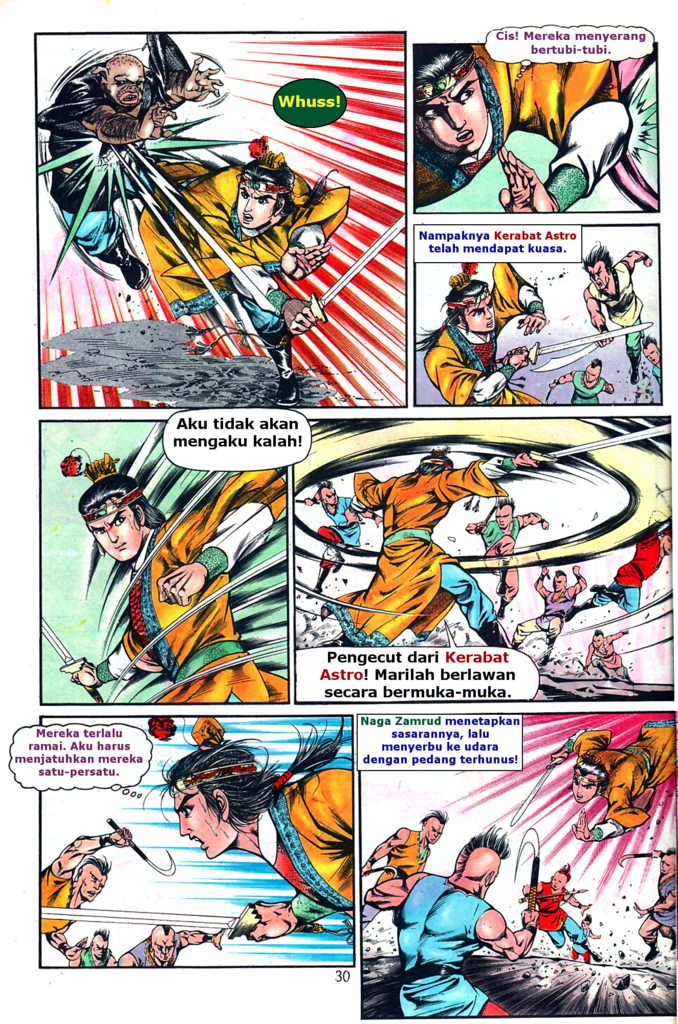 Whuss!
Cis! Mereka menyerang
bertubi-tubi.
Nampaknya Kerabat Astro
telah mendapat kuasa.
Aku tidak akan
mengaku kalah!
Pengecut dari Kerabat
Astro! Marilah berlawan
secara bermuka-muka.
Mereka terlalu
ramai. Aku harus
menjatuhkan mereka
satu-persatu.
Naga Zamrud menetapkan
sasarannya, lalu
menyerbu ke udara
dengan pedang terhunus!
30